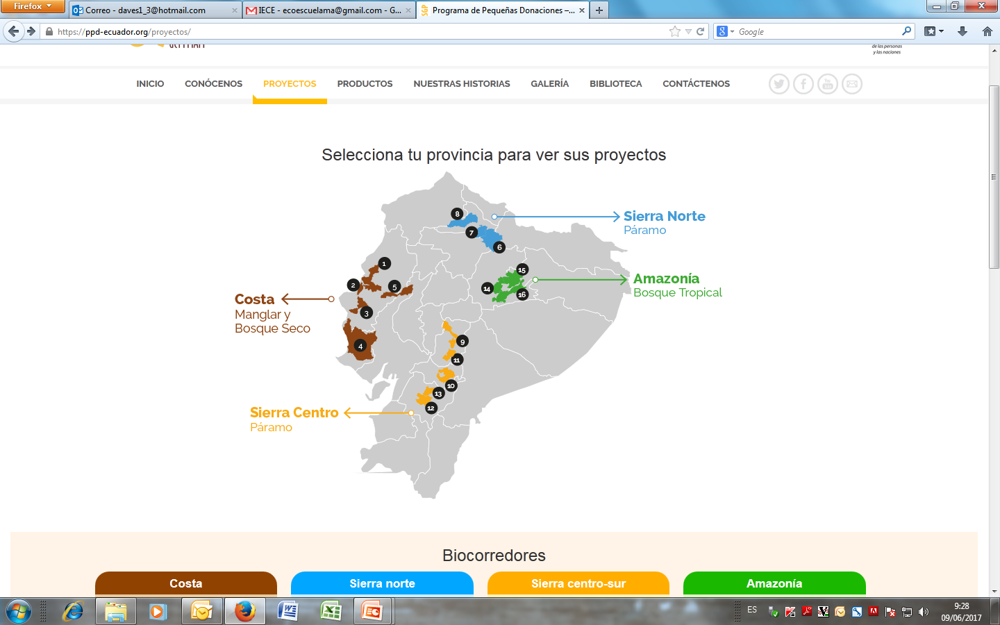 Firefox
Correo - daves1_3@hotmail.com
IECE - ecoescuelama@gmail.com - G...
Programa de Pequeñas Donaciones –...
https://ppd-ecuador.org/proyectos/
Google
de las personas
y las naciones
INICIO
CONÓCENOS
PROYECTOS
PRODUCTOS
NUESTRAS HISTORIAS
GALERÍA
BIBLIOTECA
CONTÁCTENOS
Selecciona tu provincia para ver sus proyectos
8
7
6
Sierra Norte
Páramo
1
2
5
3
4
Costa
Manglar y
Bosque Seco
15
14
16
Amazonía
Bosque Tropical
9
11
10
13
12
Sierra Centro
Páramo
Biocorredores
Costa
Sierra norte
Sierra centro-sur
Amazonía
ES
9:28
09/06/2017